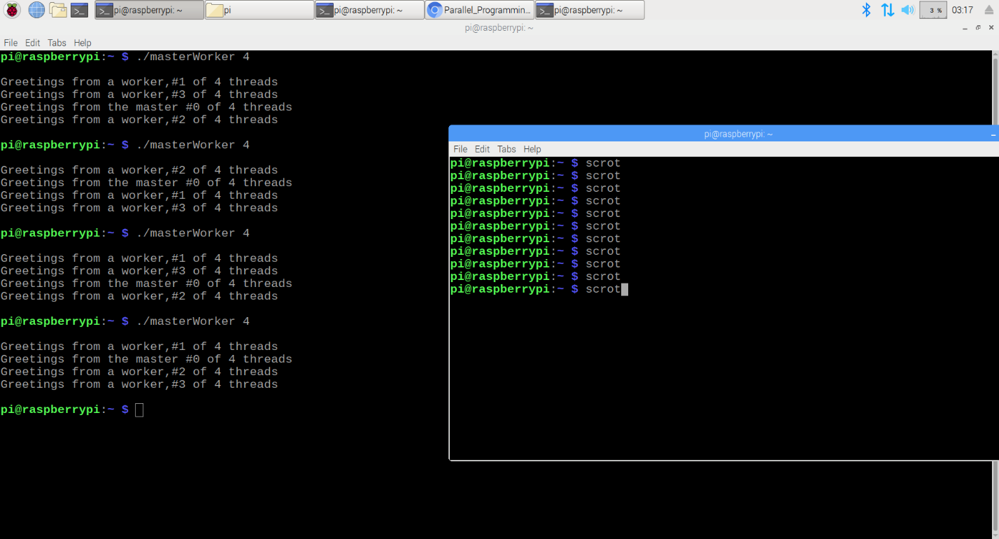 pi@raspberrypi: ~
pi
pi@raspberrypi: ~
Parallel_Programmin...
pi@raspberrypi: ~
3 %
03:17
pi@raspberrypi: ~
File Edit Tabs Help
pi@raspberrypi:~ $ ./masterWorker 4
Greetings from a worker,#1 of 4 threads
Greetings from a worker,#3 of 4 threads
Greetings from the master #0 of 4 threads
Greetings from a worker,#2 of 4 threads
pi@raspberrypi:~ $ ./masterWorker 4
Greetings from a worker,#2 of 4 threads
Greetings from the master #0 of 4 threads
Greetings from a worker,#1 of 4 threads
Greetings from a worker,#3 of 4 threads
pi@raspberrypi:~ $ ./masterWorker 4
Greetings from a worker,#1 of 4 threads
Greetings from a worker,#3 of 4 threads
Greetings from the master #0 of 4 threads
Greetings from a worker,#2 of 4 threads
pi@raspberrypi:~ $ ./masterWorker 4
Greetings from a worker,#1 of 4 threads
Greetings from the master #0 of 4 threads
Greetings from a worker,#2 of 4 threads
Greetings from a worker,#3 of 4 threads
pi@raspberrypi:~ $
pi@raspberrypi: ~
File Edit Tabs Help
pi@raspberrypi:~ $ scrot
pi@raspberrypi:~ $ scrot
pi@raspberrypi:~ $ scrot
pi@raspberrypi:~ $ scrot
pi@raspberrypi:~ $ scrot
pi@raspberrypi:~ $ scrot
pi@raspberrypi:~ $ scrot
pi@raspberrypi:~ $ scrot
pi@raspberrypi:~ $ scrot
pi@raspberrypi:~ $ scrot
pi@raspberrypi:~ $ scrot